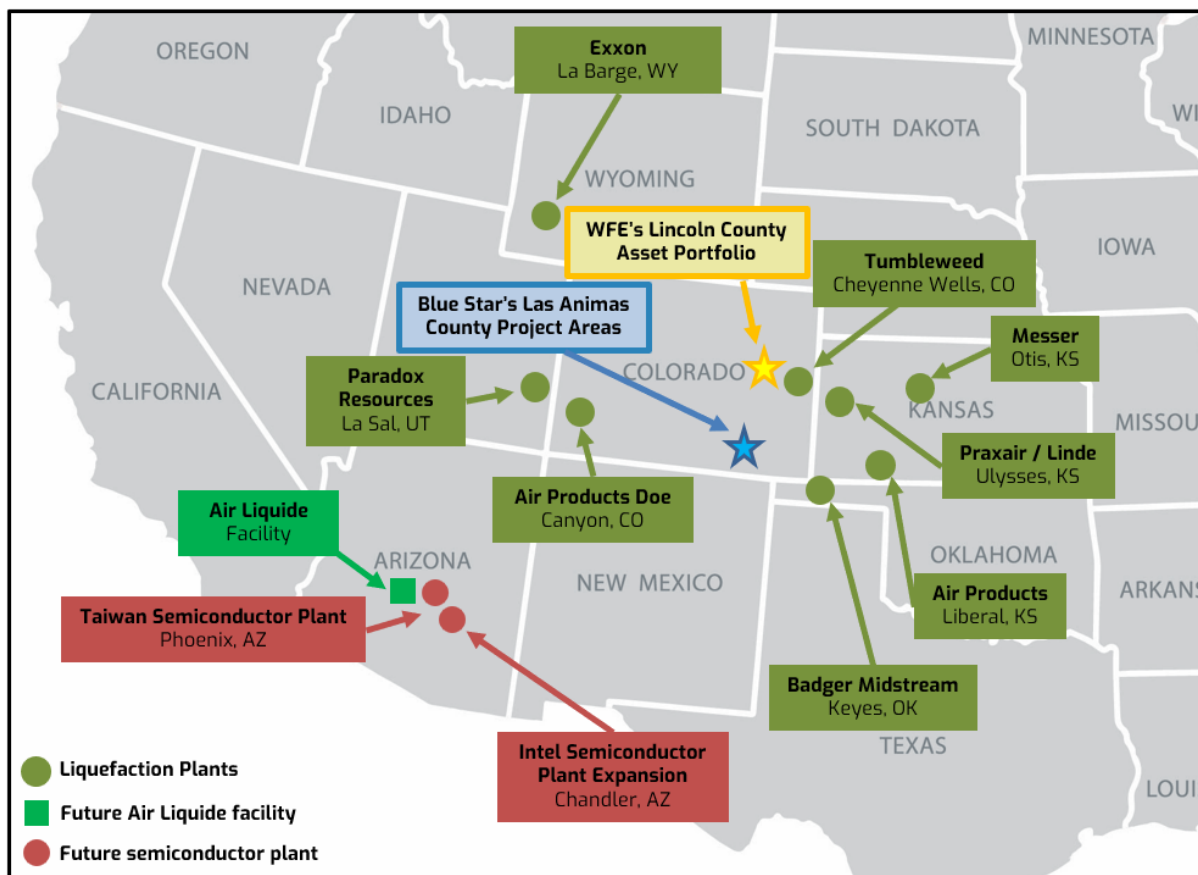 OREGON
IDAHO
Exxon
La Barge, WY
MINNESOTA
SOUTH DAKOTA
WI
WYOMING
NEVADA
WFE's Lincoln County
Asset Portfolio
IOWA
Tumbleweed
Cheyenne Wells, CO
Blue Star's Las Animas
County Project Areas
Messer
Otis, KS
CALIFORNIA
Paradox
Resources
La Sal, UT
COLORADO
KANSAS
MISSOU
Praxair / Linde
Ulysses, KS
Air Products Doe
Canyon, CO
Air Liquide
Facility
ARIZONA
NEW MEXICO
OKLAHOMA
ARKANS
Air Products
Liberal, KS
Taiwan Semiconductor Plant
Phoenix, AZ
Badger Midstream
Keyes, OK
Intel Semiconductor
Plant Expansion
Chandler, AZ
TEXAS
LOUI
Liquefaction Plants
Future Air Liquide facility
Future semiconductor plant